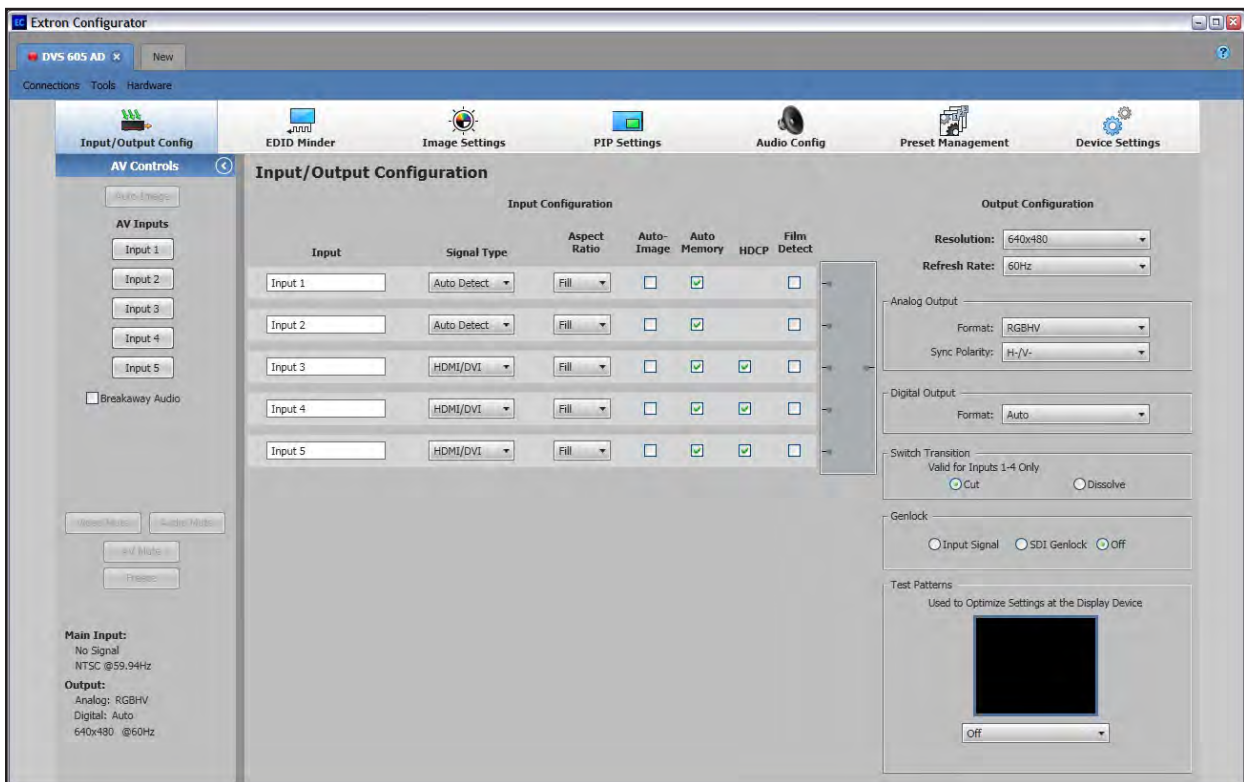 EC Extron Configurator
DVS 605 AD
New
Connections Tools Hardware
Input/Output Config
EDID Minder
Image Settings
PIP Settings
Audio Config
Preset Management
Device Settings
AV Controls
Auto Image
AV Inputs
Input 1
Input 2
Input 3
Input 4
Input 5
Breakaway Audio
Video Mute
Audio Mute
AV Mute
Freeze
Main Input:
No Signal
NTSC @59.94Hz
Output:
Analog: RGBHV
Digital: Auto
640x480 @60Hz
Input/Output Configuration
Input Configuration
Input
Signal Type
Aspect Ratio
Auto-Image
Auto Memory
HDCP
Film Detect
Input 1 Auto Detect Fill
Input 2 Auto Detect Fill
Input 3 HDMI/DVI Fill
Input 4 HDMI/DVI Fill
Input 5 HDMI/DVI Fill
Output Configuration
Resolution: 640x480
Refresh Rate: 60Hz
Analog Output
Format: RGBHV
Sync Polarity: H-/V-
Digital Output
Format: Auto
Switch Transition
Valid for Inputs 1-4 Only
Cut Dissolve
Genlock
Input Signal SDI Genlock Off
Test Patterns
Used to Optimize Settings at the Display Device
Off